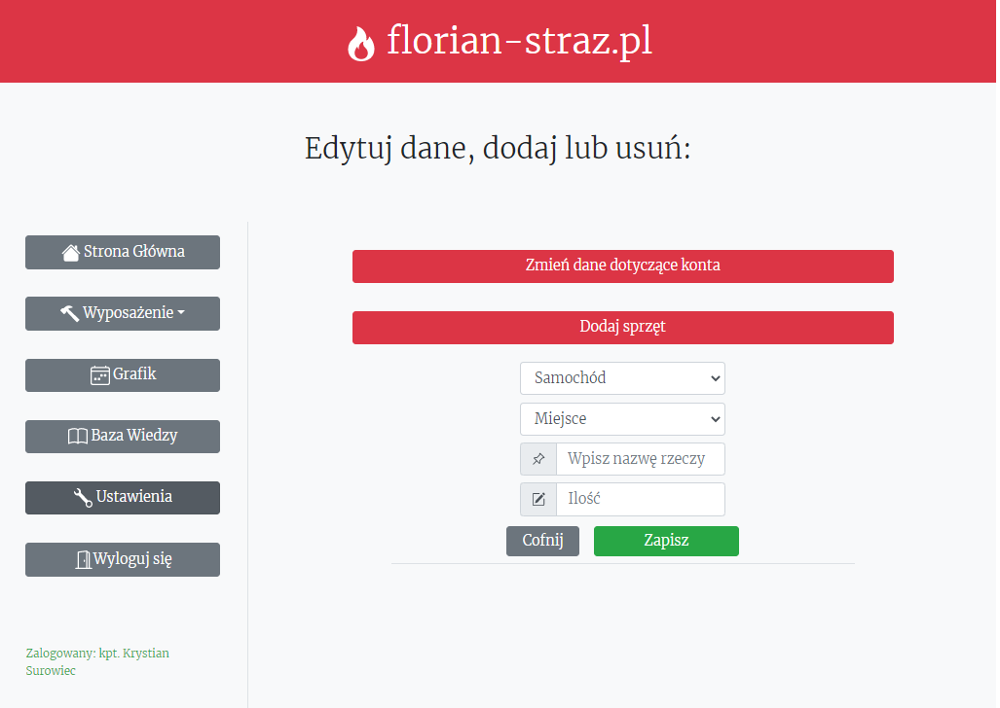 florian-straz.pl
Edytuj dane, dodaj lub usuń:
Strona Główna
Wyposażenie
Grafik
Baza Wiedzy
Ustawienia
Wyloguj się
Zalogowany: kpt. Krystian
Surowiec
Zmień dane dotyczące konta
Dodaj sprzęt
Samochód
Miejsce
Wpisz nazwę rzeczy
Ilość
Cofnij Zapisz